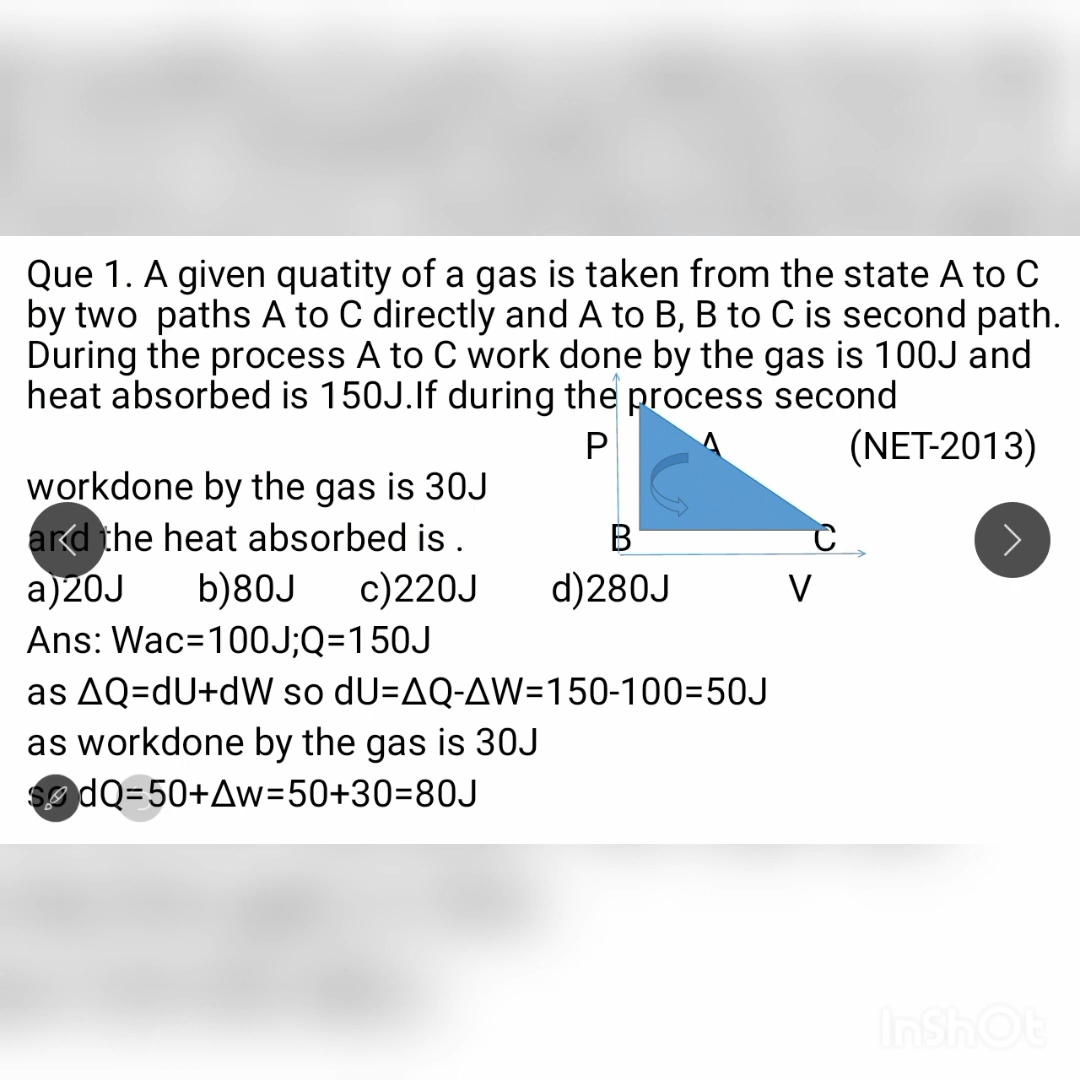 Que 1. A given quatity of a gas is taken from the state A to C
by two paths A to C directly and A to B, B to C is second path.
During the process A to C work done by the gas is 100J and
heat absorbed is 150J.If during the process second
P A (NET-2013)
workdone by the gas is 30J
and the heat absorbed is .
B C
a)20J b)80J c)220J d)280J V
Ans: Wac=100J;Q=150J
as ΔQ=dU+dW so dU=ΔQ-ΔW=150-100=50J
as workdone by the gas is 30J
so dQ=50+Δw=50+30=80J
InShOt